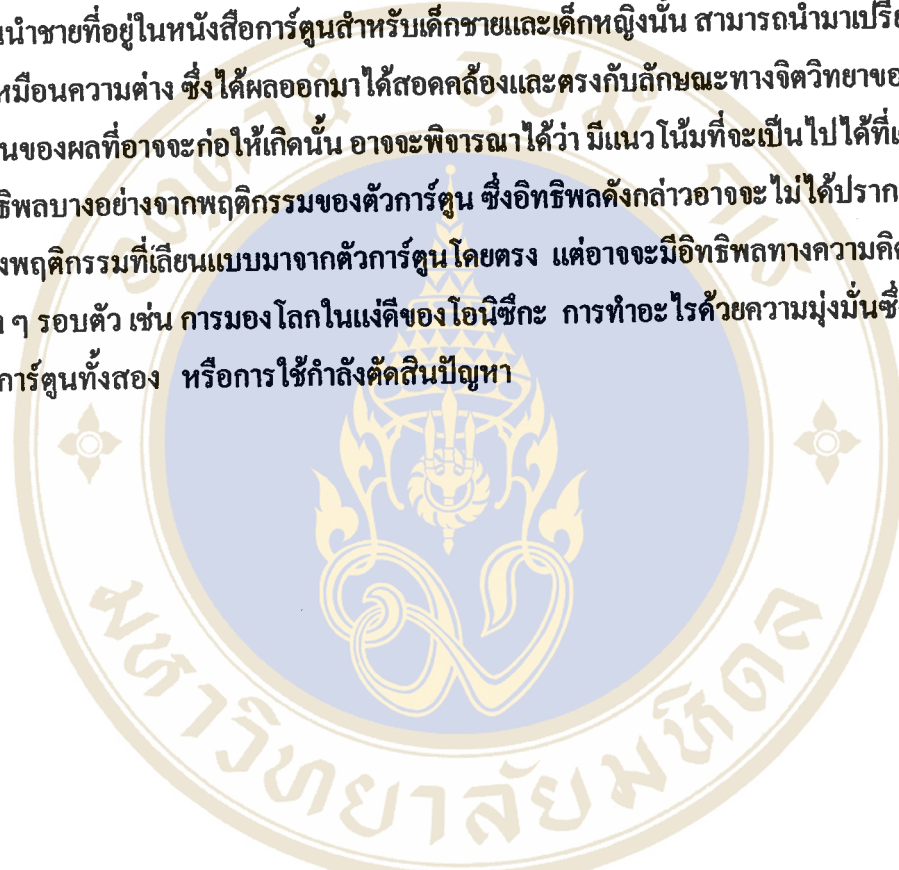 นนำชายที่อยู่ในหนังสือการ์ตูนสำหรับเด็กชายและเด็กหญิงนั้น สามารถนำมาเปรีย
หมือนความต่าง ซึ่งได้ผลออกมาได้สอดคล้องและตรงกับลักษณะทางจิตวิทยาขอ
นของผลที่อาจจะก่อให้เกิดนั้น อาจจะพิจารณาได้ว่า มีแนวโน้มที่จะเป็นไปได้ที่เ
ธิพลบางอย่างจากพฤติกรรมของตัวการ์ตูน ซึ่งอิทธิพลดังกล่าวอาจจะไม่ได้ปราก
งพฤติกรรมที่เลียนแบบมาจากตัวการ์ตูนโดยตรง แต่อาจจะมีอิทธิพลทางความคิด
ง ๆ รอบตัว เช่น การมองโลกในแง่ดีของโอนิซึกะ การทำอะไรด้วยความมุ่งมั่นซึ่
การ์ตูนทั้งสอง หรือการใช้กำลังตัดสินปัญหา
มหาวิทยาลัยมหิดล